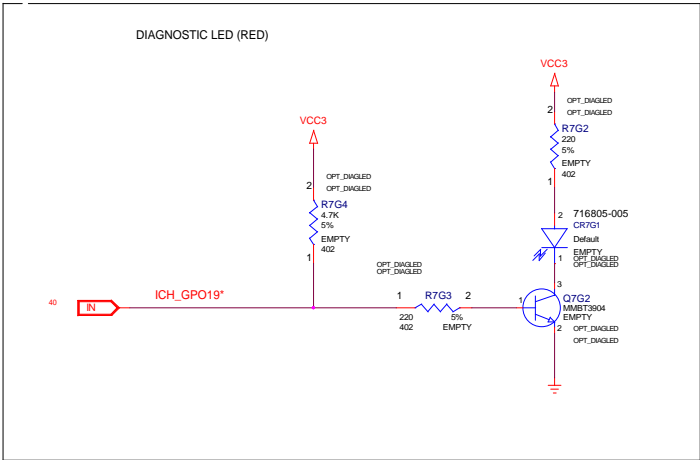 DIAGNOSTIC LED (RED)
VCC3
2
OPT_DIAGLED
OPT_DIAGLED
R7G2
220
5%
EMPTY
402
1
VCC3
2
OPT_DIAGLED
OPT_DIAGLED
R7G4
4.7K
5%
EMPTY
402
1
2
716805-005
CR7G1
Default
EMPTY
1
OPT_DIAGLED
OPT_DIAGLED
OPT_DIAGLED
OPT_DIAGLED
40
IN
ICH_GPO19*
1
R7G3
2
220
5%
402
EMPTY
3
1
Q7G2
MMBT3904
EMPTY
2
OPT_DIAGLED
OPT_DIAGLED